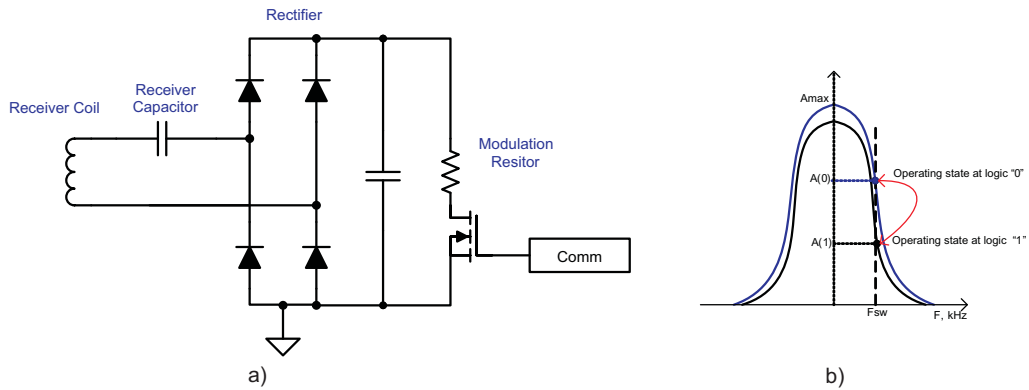 Rectifier
Receiver
Capacitor
Receiver Coil
Modulation
Resitor
Comm
a)
Amax
A(0)
Operating state at logic “0”
A(1)
Operating state at logic “1”
Fsw
F, kHz
b)